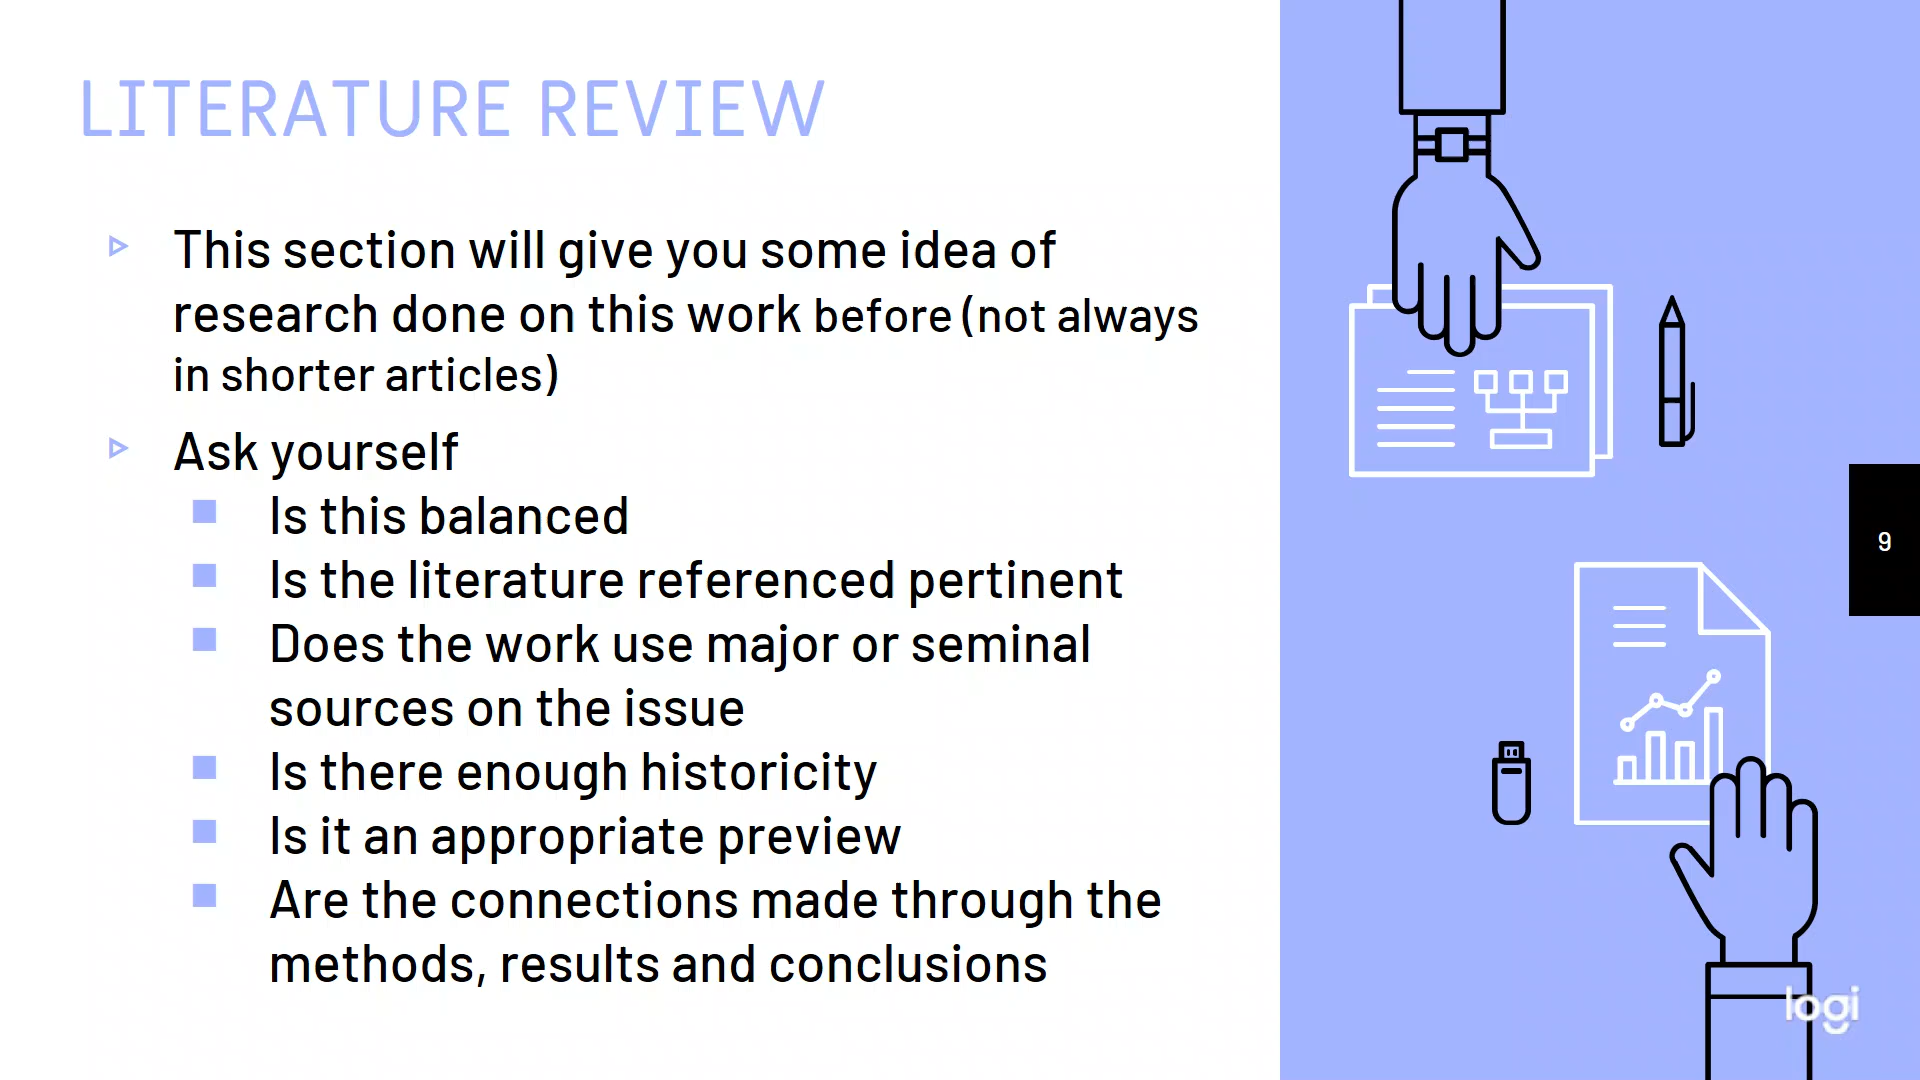 LITERATURE REVIEW
This section will give you some idea of
research done on this work before (not always
in shorter articles)
Ask yourself
Is this balanced
Is the literature referenced pertinent
Does the work use major or seminal
sources on the issue
Is there enough historicity
Is it an appropriate preview
Are the connections made through the
methods, results and conclusions
9
logi